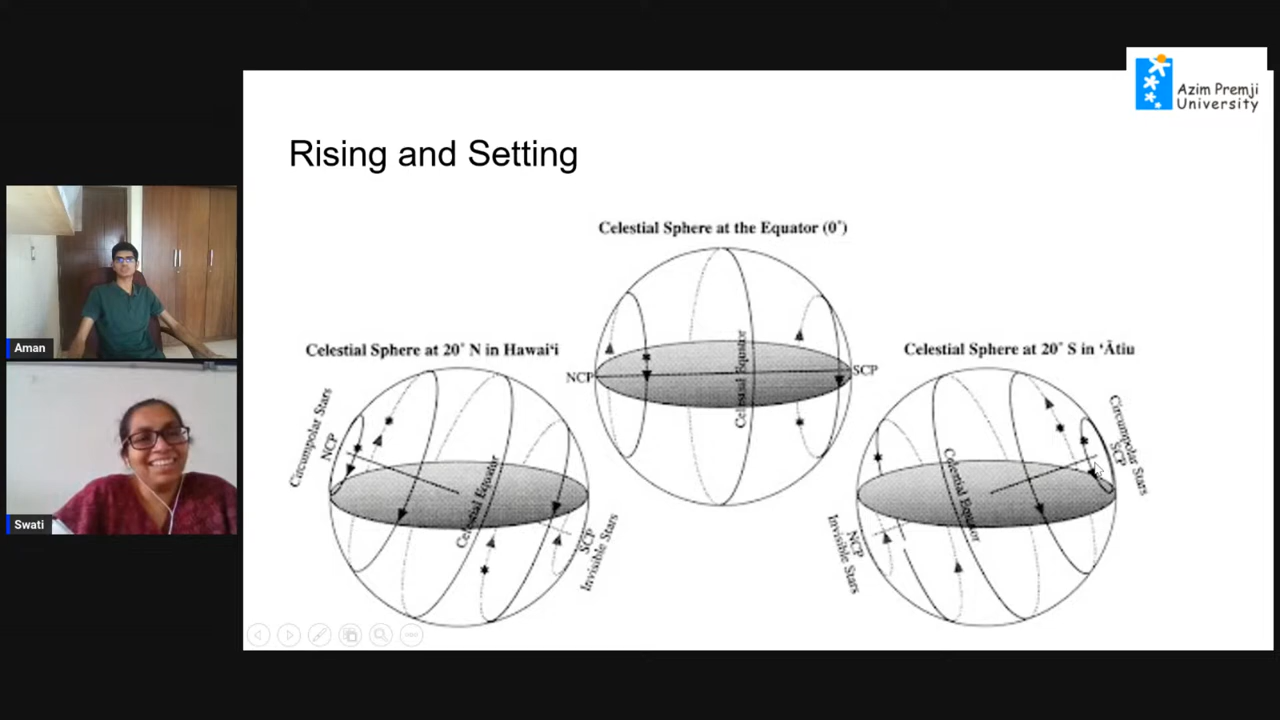 Azim Premji
University
Rising and Setting
Celestial Sphere at the Equator (0˚)
NCP
Celestial Equator
SCP
Celestial Sphere at 20˚ N in Hawai‘i
Circumpolar Stars
NCP
Celestial Equator
SCP
Invisible Stars
Celestial Sphere at 20˚ S in ‘Ātiu
Circumpolar Stars
SCP
Celestial Equator
NCP
Invisible Stars
Aman
Swati